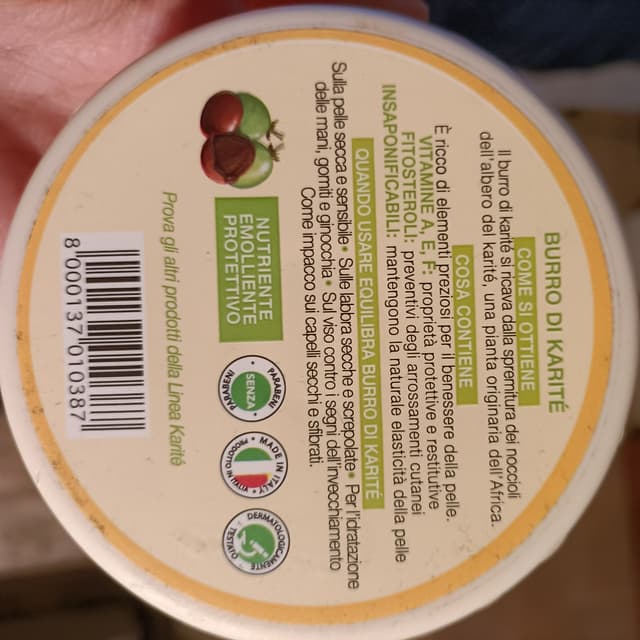 BURRO DI KARITÉ
COME SI OTTIENE
Il burro di karité si ricava dalla spremitura dei noccioli
dell'albero del karité, una pianta originaria dell'Africa.
COSA CONTIENE
È ricco di elementi preziosi per il benessere della pelle.
VITAMINE A, E, F: proprietà protettive e restitutive
FITOSTEROLI: preventivi degli arrossamenti cutanei
INSAPONIFICABILI: mantengono la naturale elasticità della pelle
QUANDO USARE EQUILIBRA BURRO DI KARITÉ
Sulla pelle secca e sensibile • Sulle labbra secche e screpolate • Per l'idratazione
delle mani, gomiti e ginocchia • Sul viso contro i segni dell'invecchiamento
Come impacco sui capelli secchi e sfibrati.
NUTRIENTE
EMOLLIENTE
PROTETTIVO
PARABENI
SENZA
PARABENI
MADE IN ITALY
PRODOTTO IN ITALIA
DERMATOLOGICAMENTE
TESTATO
Prova gli altri prodotti della Linea Karité
8 000137 010387